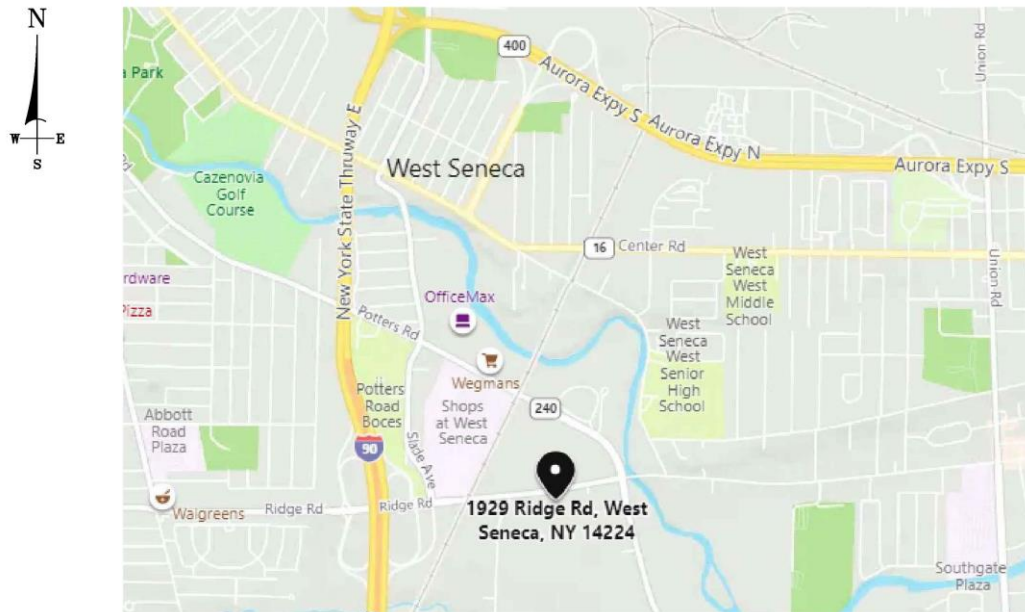 N
W
E
S
400
Aurora Expy S
Aurora Expy N
Aurora Expy S
Union Rd
a Park
New York State Thruway E
West Seneca
Cazenovia
Golf
Course
16
Center Rd
West
Seneca
West
Middle
School
Union Rd
rdware
Pizza
OfficeMax
Potters Rd
Wegmans
West
Seneca
West
Senior
High
School
Potters
Road
Boces
Shops
at West
Seneca
240
Abbott
Road
Plaza
90
Slade Ave
Walgreens
Ridge Rd
Ridge Rd
1929 Ridge Rd, West
Seneca, NY 14224
Southgate
Plaza